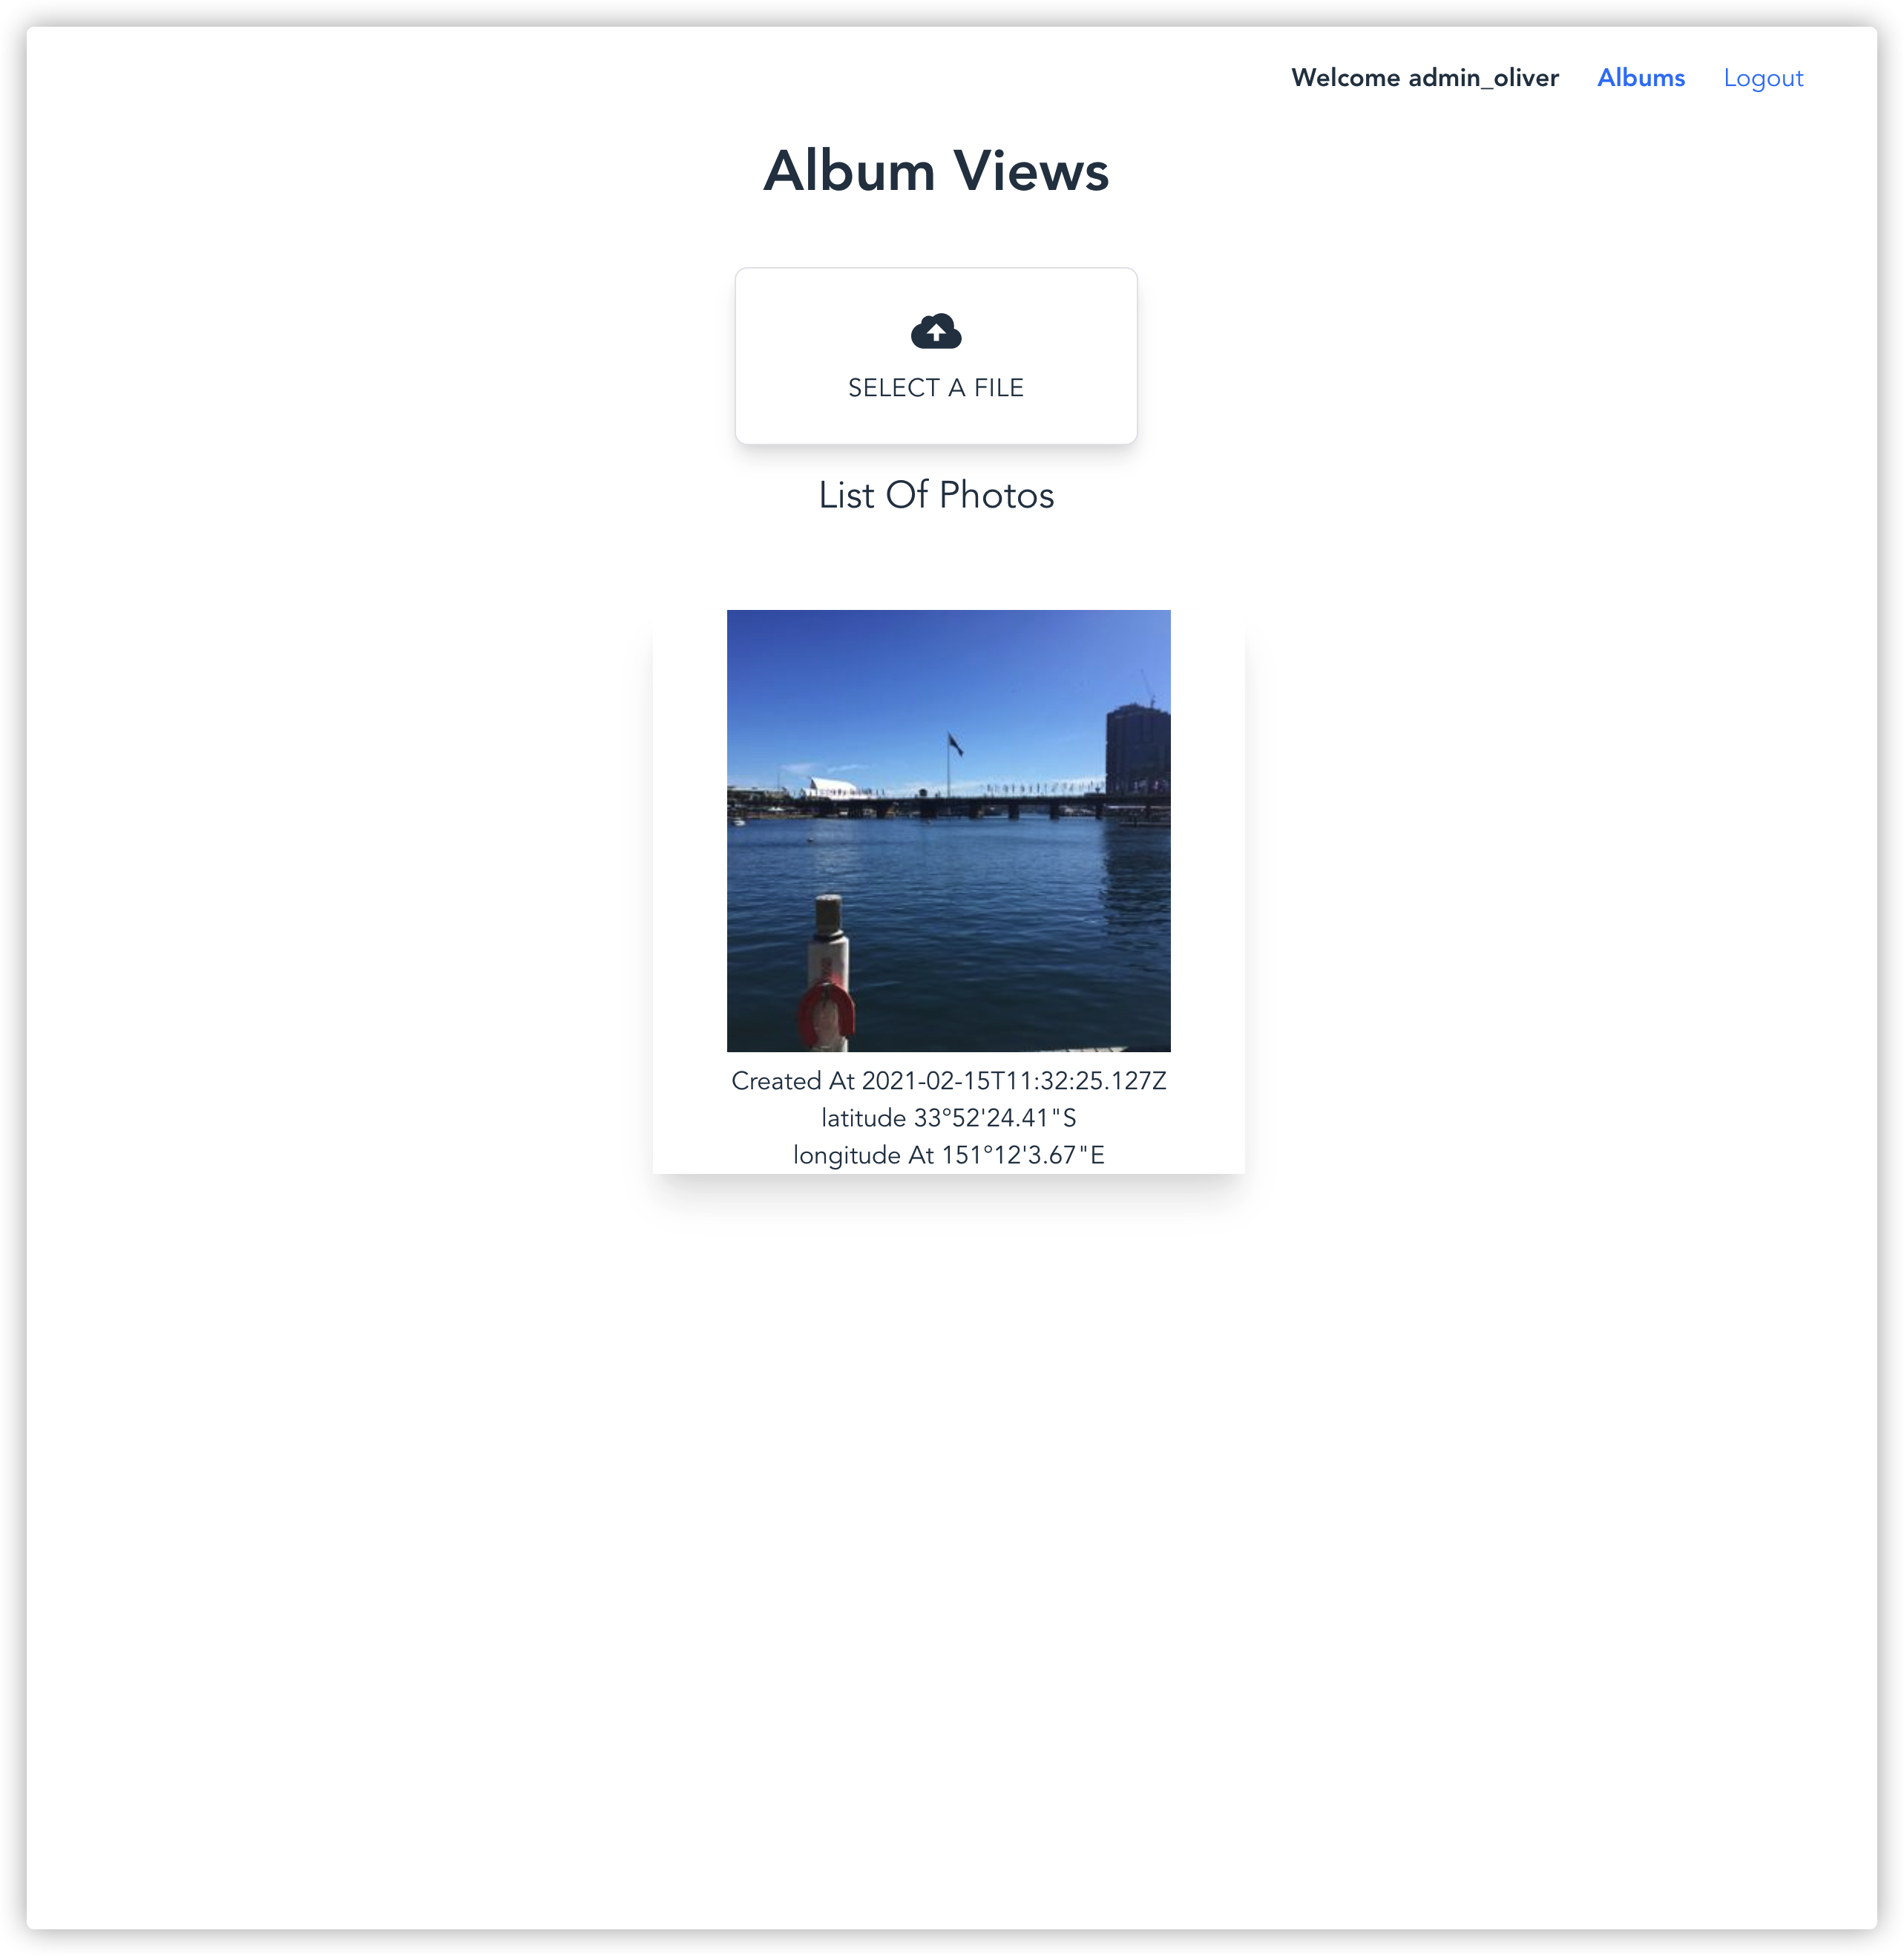 Welcome admin_oliver Albums Logout
Album Views
SELECT A FILE
List Of Photos
Created At 2021-02-15T11:32:25.127Z
latitude 33°52'24.41"S
longitude At 151°12'3.67"E